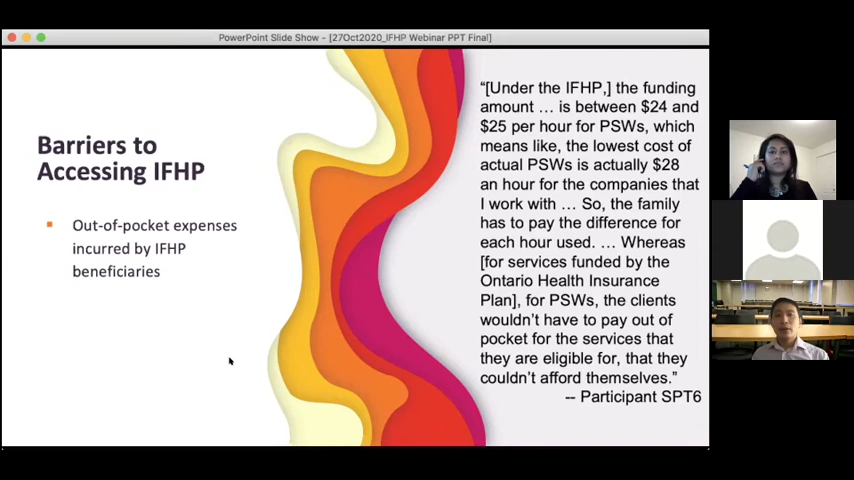 PowerPoint Slide Show - [27Oct2020_IFHP Webinar PPT Final]
Barriers to
Accessing IFHP
Out-of-pocket expenses
incurred by IFHP
beneficiaries
“[Under the IFHP,] the funding
amount … is between $24 and
$25 per hour for PSWs, which
means like, the lowest cost of
actual PSWs is actually $28
an hour for the companies that
I work with … So, the family
has to pay the difference for
each hour used. … Whereas
[for services funded by the
Ontario Health Insurance
Plan], for PSWs, the clients
wouldn’t have to pay out of
pocket for the services that
they are eligible for, that they
couldn’t afford themselves.”
-- Participant SPT6